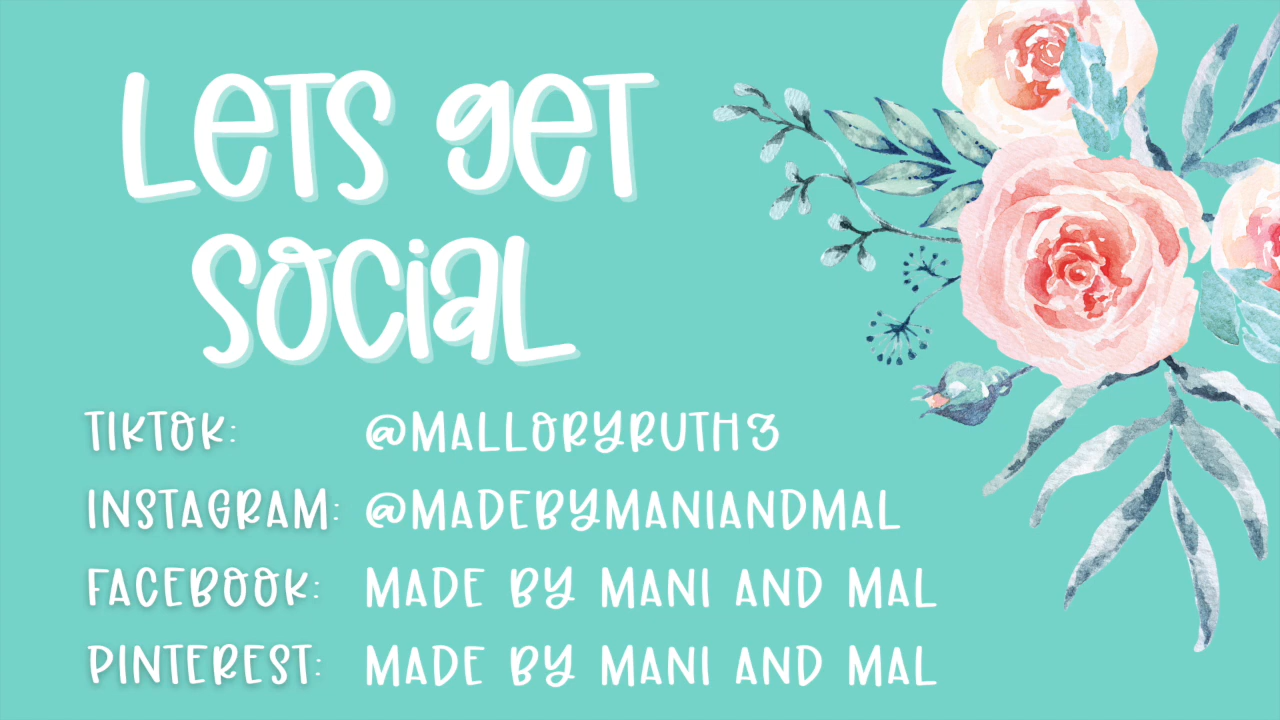 LETS GET
SOCIAL
TIKTOK: @MALLORYRUTH3
INSTAGRAM: @MADEBYMANIANDMAL
FACEBOOK: MADE BY MANI AND MAL
PINTEREST: MADE BY MANI AND MAL